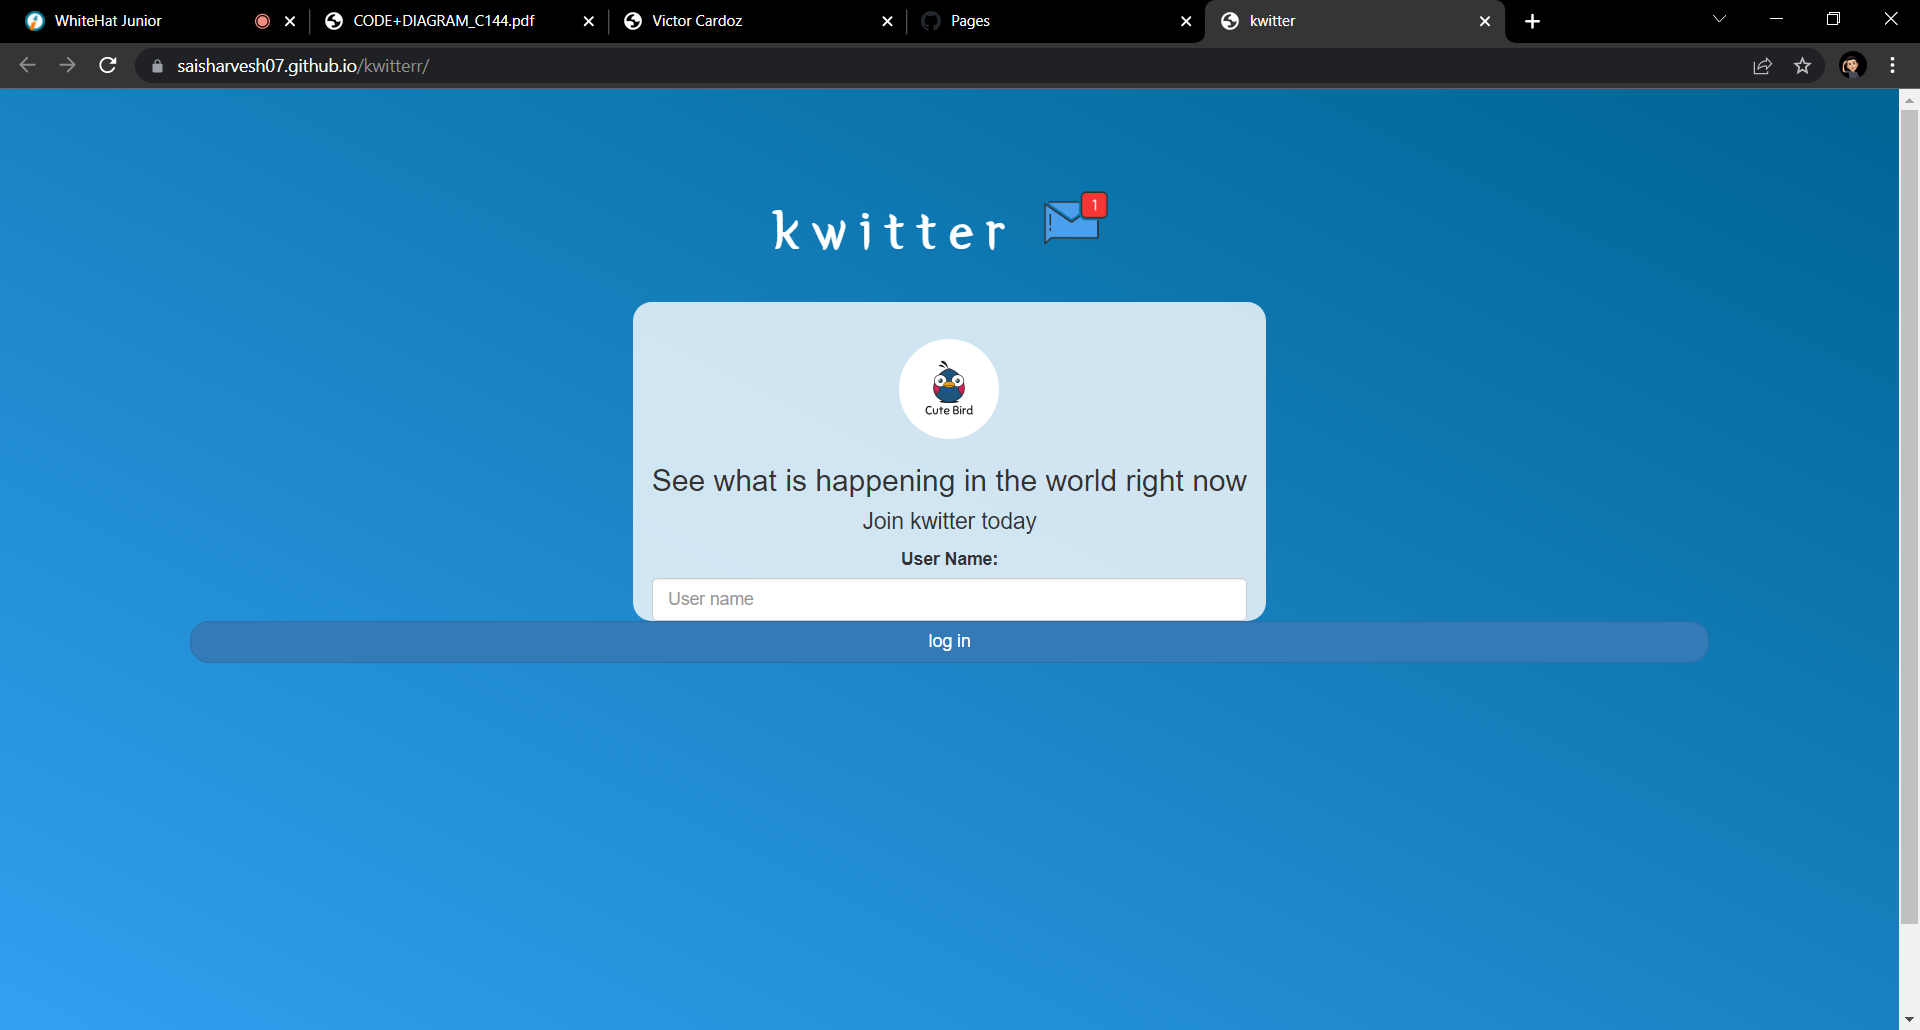 WhiteHat Junior
CODE+DIAGRAM_C144.pdf
Victor Cardoz
Pages
kwitter
saisharvesh07.github.io/kwitterr/
kwitter
1
Cute Bird
See what is happening in the world right now
Join kwitter today
User Name:
User name
log in